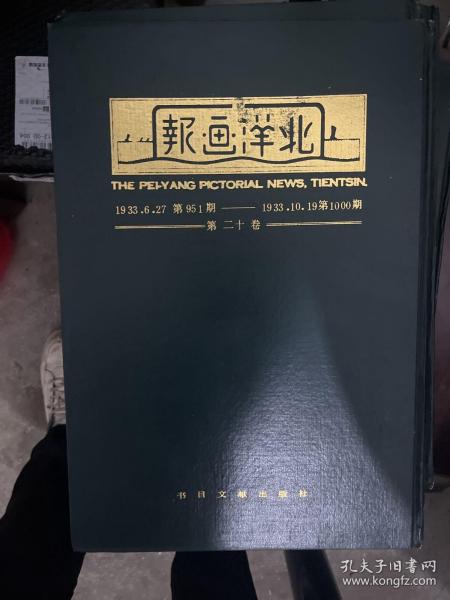 北洋画報
THE PEI-YANG PICTORIAL NEWS, TIENTSIN.
1933.6.27 第951期 —— 1933.10.19第1000期
第二十卷
书目文献出版社
孔夫子旧书网
www.kongfz.com